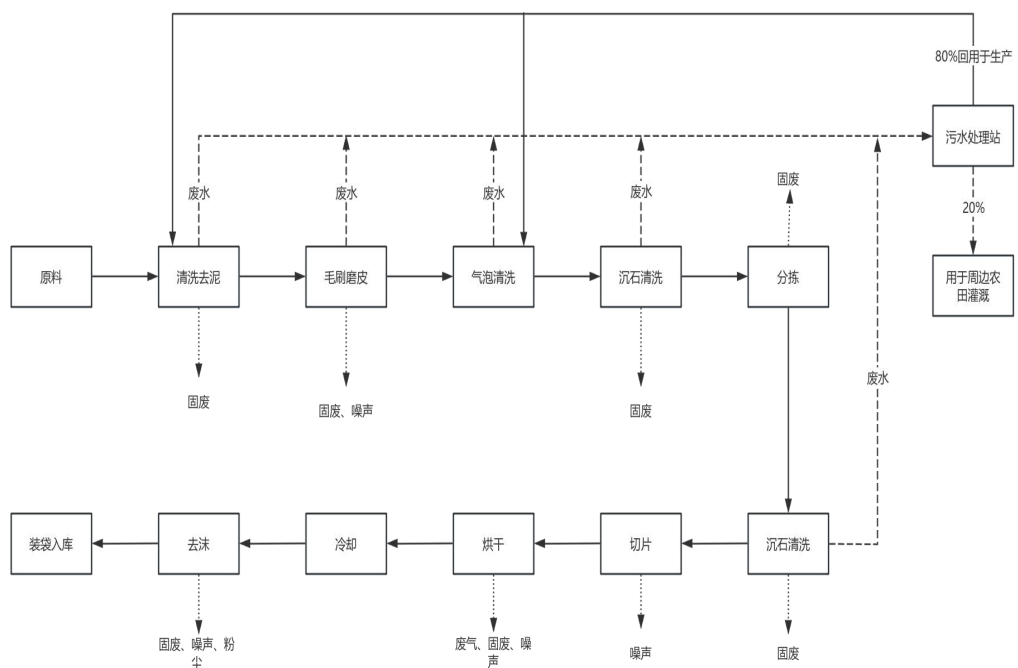 80%回用于生产
污水处理站
废水
废水
废水
废水
固废
20%
原料
清洗去泥
毛刷磨皮
气泡清洗
沉石清洗
分拣
用于周边农
田灌溉
废水
固废
固废、噪声
固废
装袋入库
去沫
冷却
烘干
切片
沉石清洗
固废、噪声、粉
尘
废气、固废、噪
声
噪声
固废